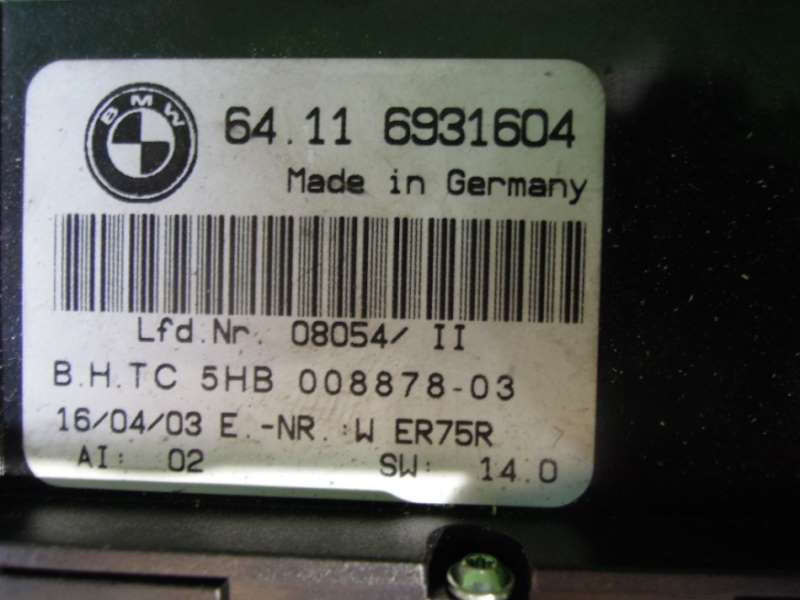 BMW
64.11 6931604
Made in Germany
Lfd.Nr. 08054/ II
B.H.TC 5HB 008878-03
16/04/03 E.-NR.:W ER75R
AI: 02 SW: 14.0